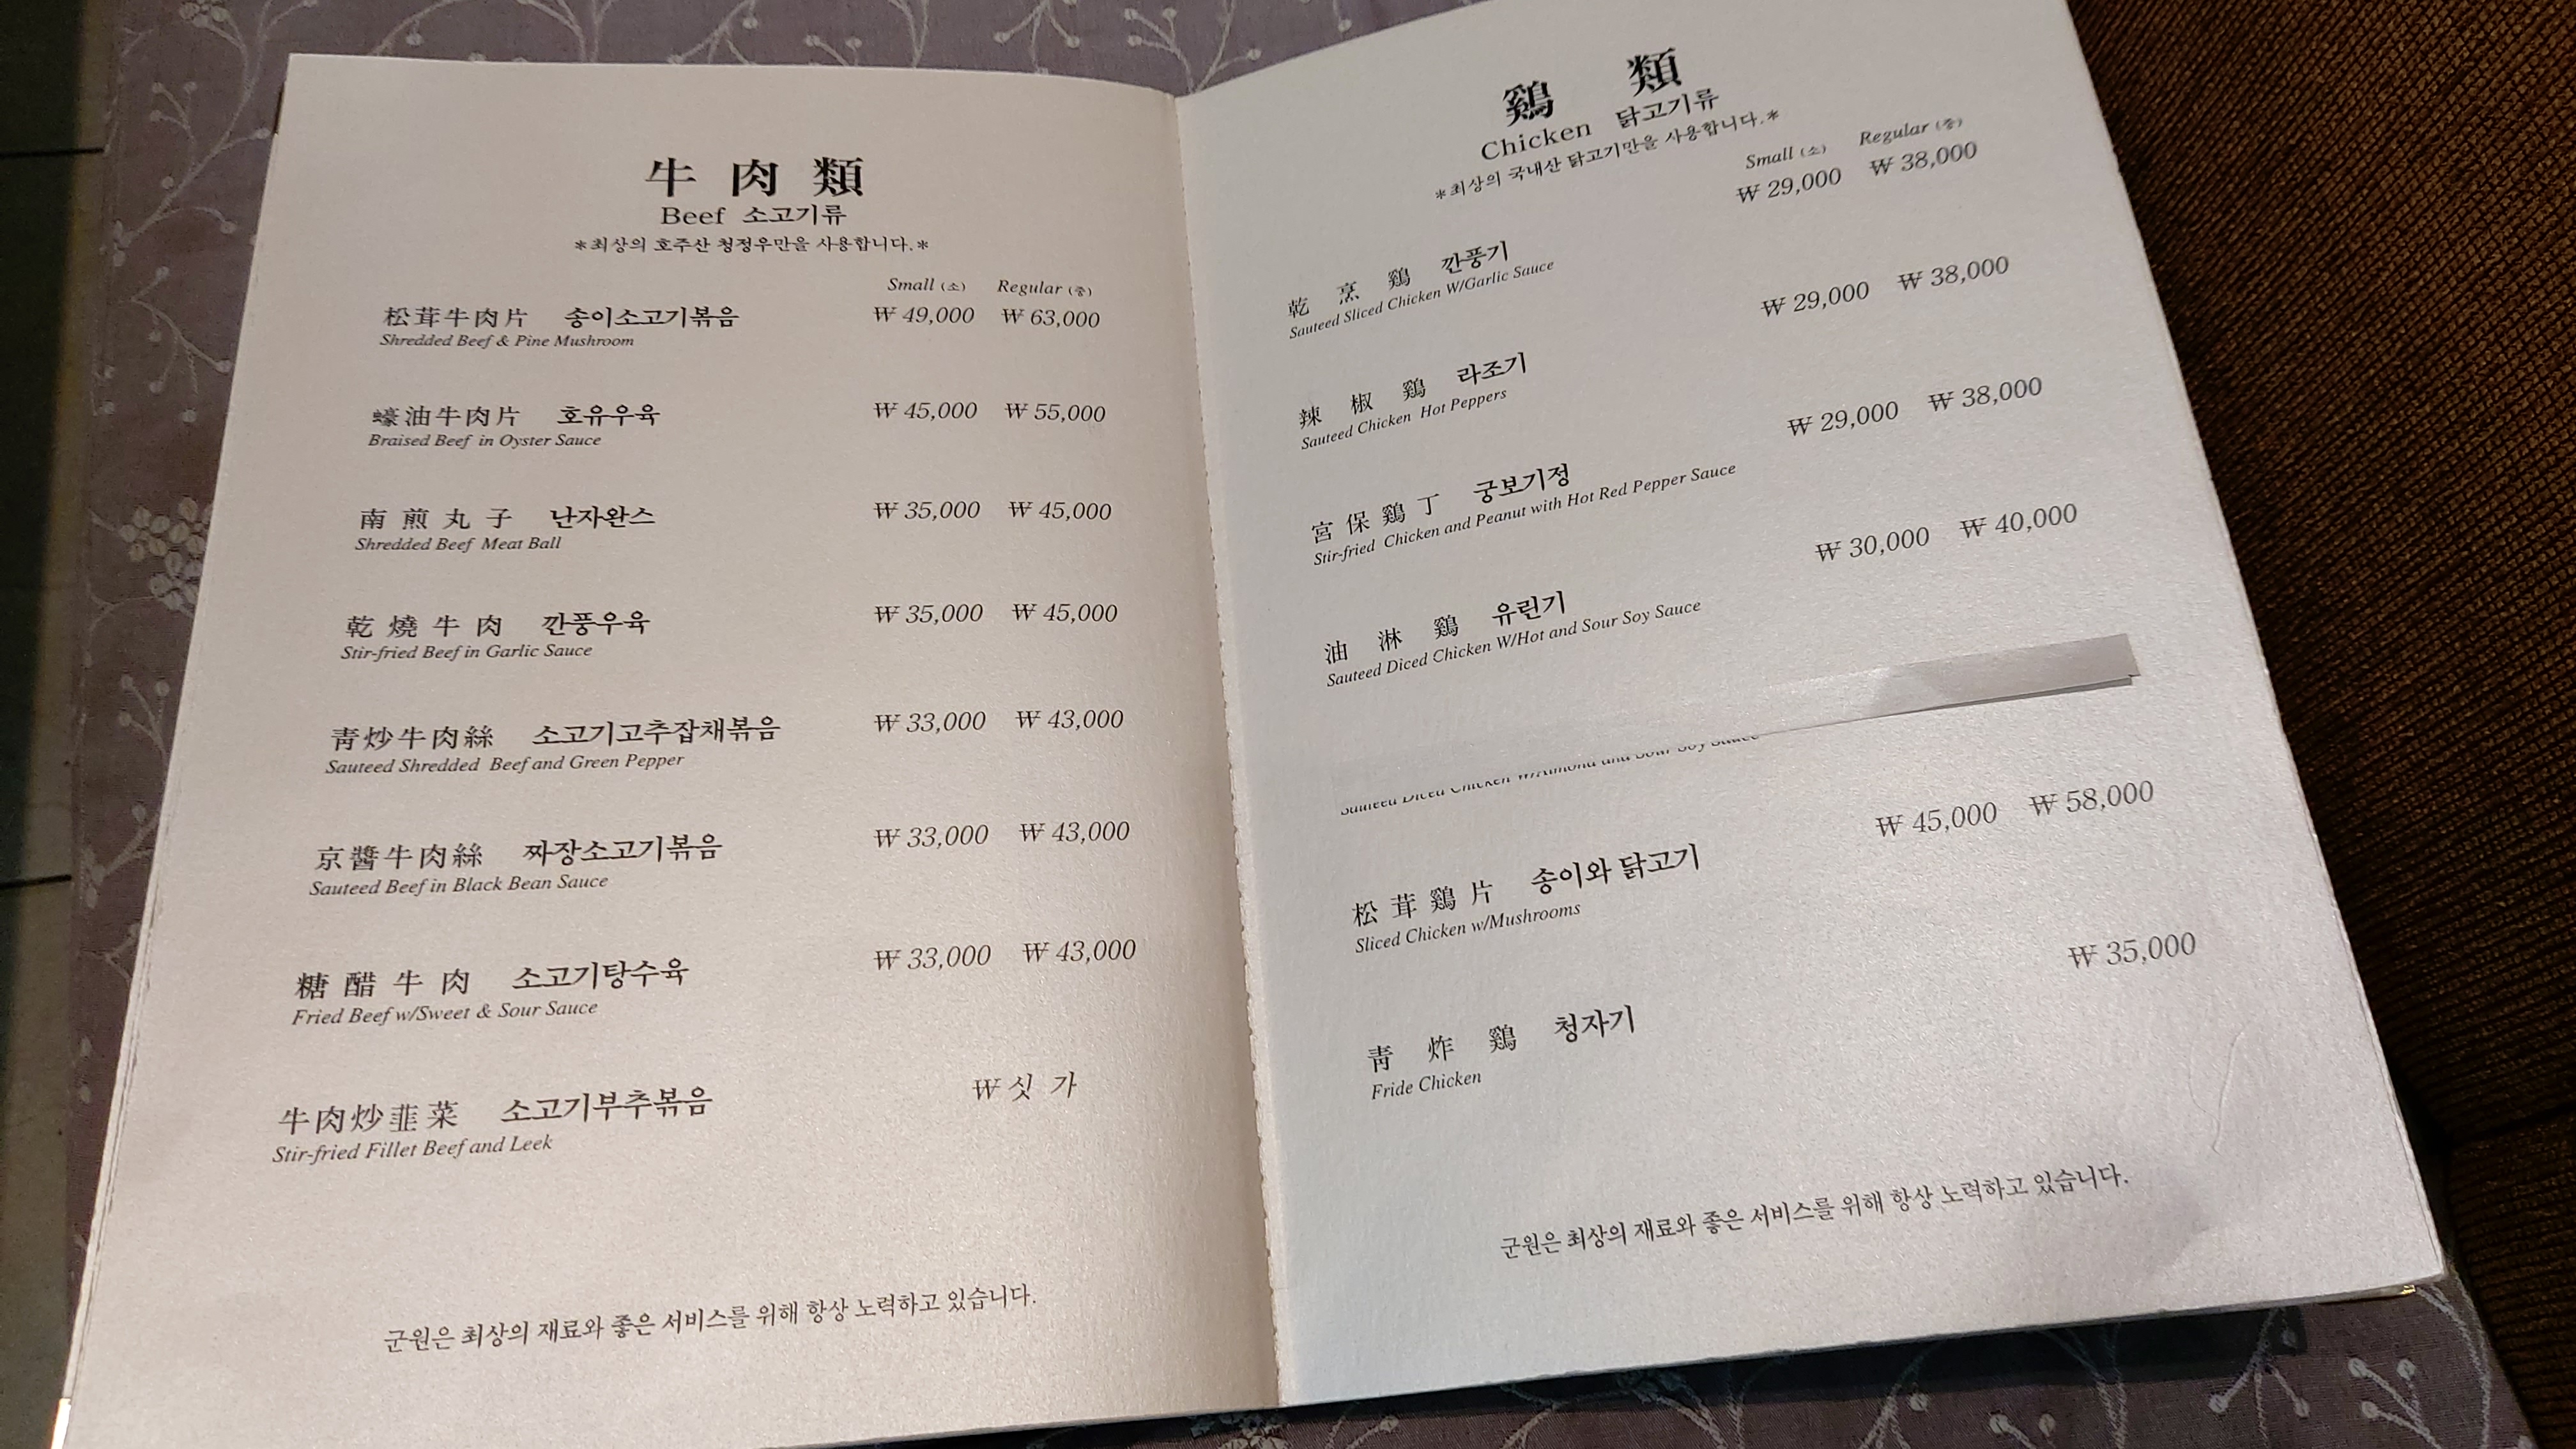 牛肉類
Beef 소고기류
*최상의 호주산 청정우만을 사용합니다.*
Small (소) Regular (중)
松茸牛肉片 송이소고기볶음 ₩ 49,000 ₩ 63,000
Shredded Beef & Pine Mushroom
蠔油牛肉片 호유우육 ₩ 45,000 ₩ 55,000
Braised Beef in Oyster Sauce
南煎丸子 난자완스 ₩ 35,000 ₩ 45,000
Shredded Beef Meat Ball
乾燒牛肉 깐풍우육 ₩ 35,000 ₩ 45,000
Stir-fried Beef in Garlic Sauce
靑炒牛肉絲 소고기고추잡채볶음 ₩ 33,000 ₩ 43,000
Sauteed Shredded Beef and Green Pepper
京醬牛肉絲 짜장소고기볶음 ₩ 33,000 ₩ 43,000
Sauteed Beef in Black Bean Sauce
糖醋牛肉 소고기탕수육 ₩ 33,000 ₩ 43,000
Fried Beef w/Sweet & Sour Sauce
牛肉炒韭菜 소고기부추볶음 ₩ 싯 가
Stir-fried Fillet Beef and Leek
군원은 최상의 재료와 좋은 서비스를 위해 항상 노력하고 있습니다.
鷄類
Chicken 닭고기류
*최상의 국내산 닭고기만을 사용합니다.*
Small (소) Regular (중)
乾烹鷄 깐풍기 ₩ 29,000 ₩ 38,000
Sauteed Sliced Chicken W/Garlic Sauce
辣椒鷄 라조기 ₩ 29,000 ₩ 38,000
Sauteed Chicken Hot Peppers
宮保鷄丁 궁보기정 ₩ 29,000 ₩ 38,000
Stir-fried Chicken and Peanut with Hot Red Pepper Sauce
油淋鷄 유린기 ₩ 30,000 ₩ 40,000
Sauteed Diced Chicken W/Hot and Sour Soy Sauce
Sauteed Diced Chicken W/Almond and Sour Soy Sauce
松茸鷄片 송이와 닭고기 ₩ 45,000 ₩ 58,000
Sliced Chicken w/Mushrooms
靑炸鷄 청자기 ₩ 35,000
Fride Chicken
군원은 최상의 재료와 좋은 서비스를 위해 항상 노력하고 있습니다.